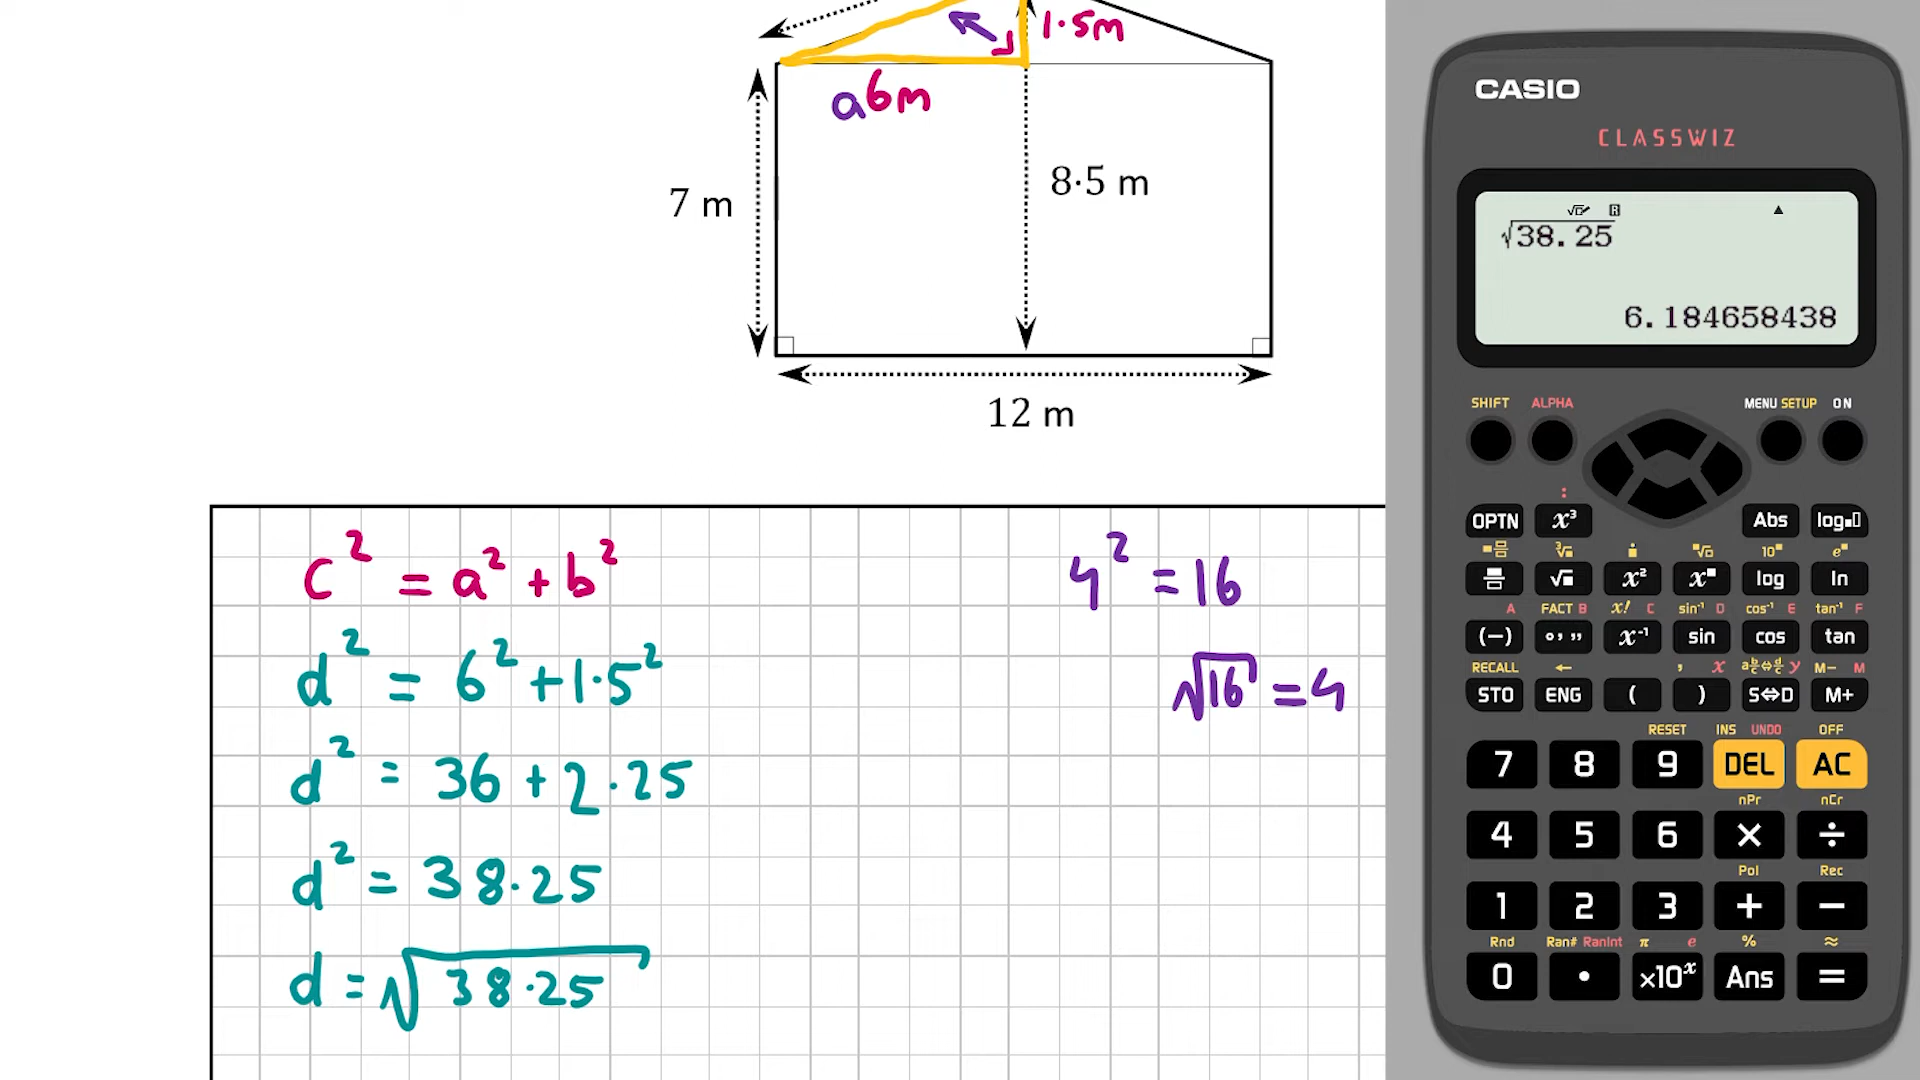 1·5m
a 6m
7 m
8·5 m
12 m
c² = a² + b²
d² = 6² + 1·5²
d² = 36 + 2·25
d² = 38·25
d = √38·25
4² = 16
√16 = 4
CASIO
CLASSWIZ
√38.25
6.184658438
SHIFT ALPHA MENU SETUP ON
:
OPTN x³ Abs log▪□
▪▭ ³√▪ ▪ ▪√□ 10▪ e▪
√▪ x² x▪ log ln
A FACT B x! C sin⁻¹ D cos⁻¹ E tan⁻¹ F
(−) ° ’ ” x⁻¹ sin cos tan
RECALL ← , x a b/c⇔d/c y M− M
STO ENG ( ) S⇔D M+
RESET INS UNDO OFF
7 8 9 DEL AC
nPr nCr
4 5 6 × ÷
Pol Rec
1 2 3 + −
Rnd Ran# RanInt π e % ≈
0 • ×10ˣ Ans =